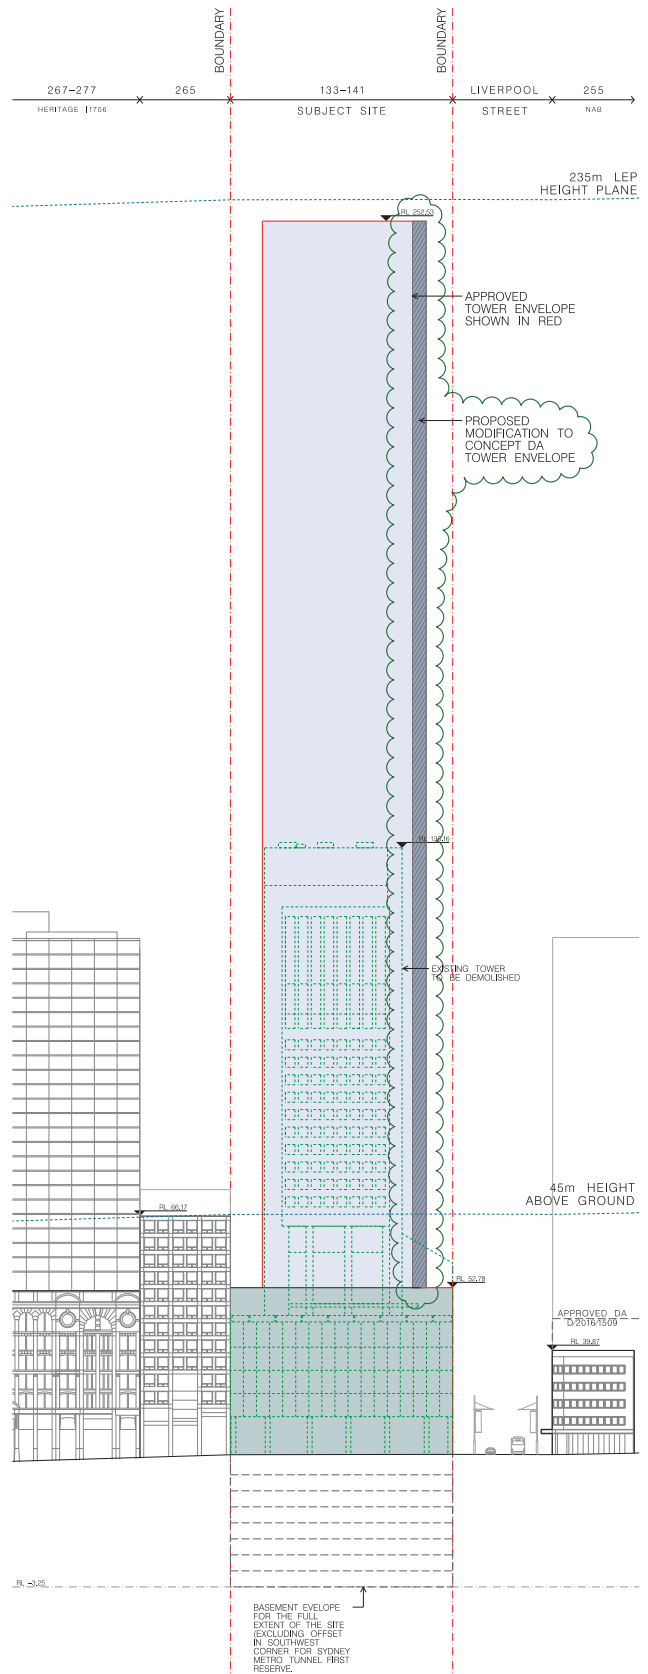 BOUNDARY
BOUNDARY
267-277
265
133-141
LIVERPOOL
255
HERITAGE I1706
SUBJECT SITE
STREET
NAB
235m LEP
HEIGHT PLANE
RL 252.53
APPROVED
TOWER ENVELOPE
SHOWN IN RED
PROPOSED
MODIFICATION TO
CONCEPT DA
TOWER ENVELOPE
EXISTING TOWER
TO BE DEMOLISHED
45m HEIGHT
ABOVE GROUND
RL 66.17
RL 52.78
APPROVED DA
D/2016/1509
RL 39.87
RL -3.25
BASEMENT EVELOPE
FOR THE FULL
EXTENT OF THE SITE
(EXCLUDING OFFSET
IN SOUTHWEST
CORNER FOR SYDNEY
METRO TUNNEL FIRST
RESERVE.